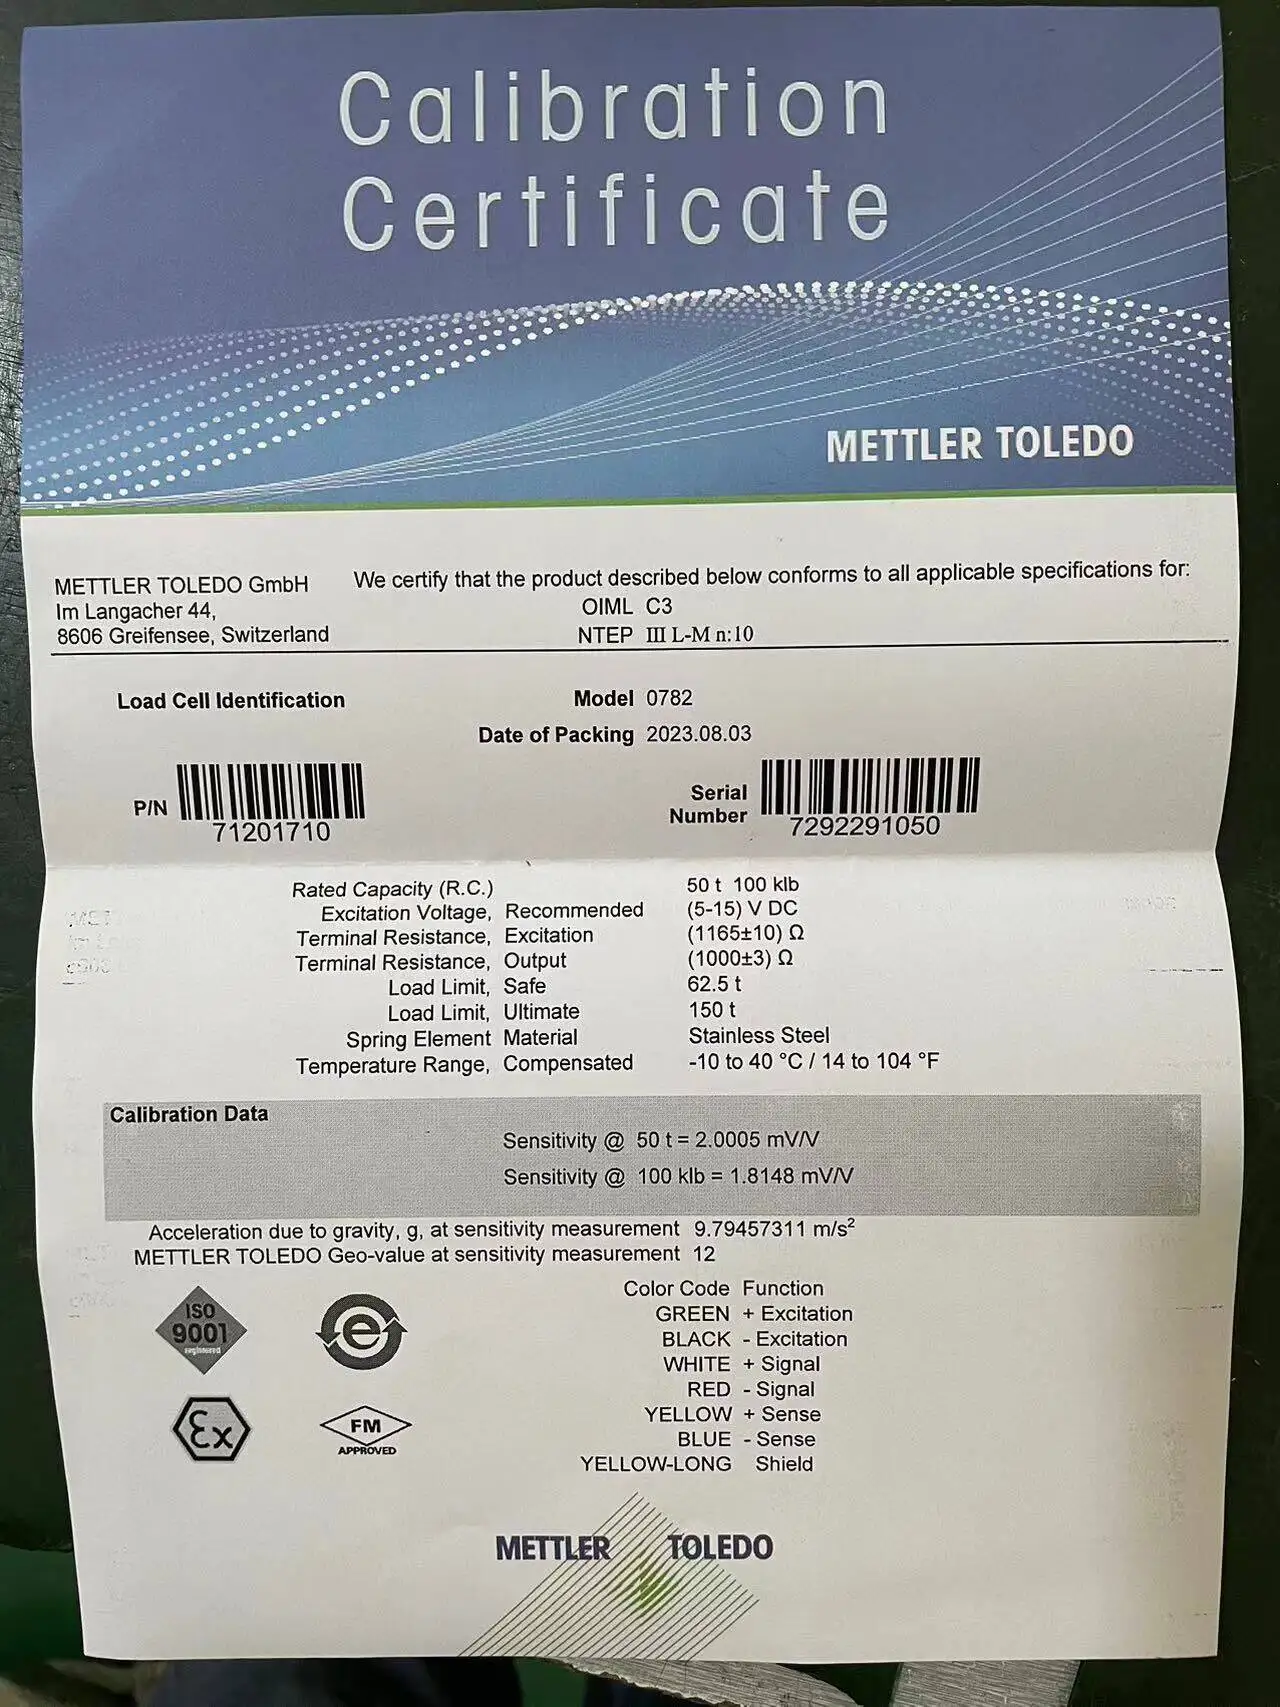 Calibration
Certificate
METTLER TOLEDO
METTLER TOLEDO GmbH
Im Langacher 44,
8606 Greifensee, Switzerland
We certify that the product described below conforms to all applicable specifications for:
OIML C3
NTEP III L-M n:10
Load Cell Identification
Model 0782
Date of Packing 2023.08.03
P/N
71201710
Serial
Number
7292291050
Rated Capacity (R.C.) 50 t 100 klb
Excitation Voltage, Recommended (5-15) V DC
Terminal Resistance, Excitation (1165±10) Ω
Terminal Resistance, Output (1000±3) Ω
Load Limit, Safe 62.5 t
Load Limit, Ultimate 150 t
Spring Element Material Stainless Steel
Temperature Range, Compensated -10 to 40 °C / 14 to 104 °F
Calibration Data
Sensitivity @ 50 t = 2.0005 mV/V
Sensitivity @ 100 klb = 1.8148 mV/V
Acceleration due to gravity, g, at sensitivity measurement 9.79457311 m/s²
METTLER TOLEDO Geo-value at sensitivity measurement 12
ISO
9001
registered
e
Ex
FM
APPROVED
Color Code Function
GREEN + Excitation
BLACK - Excitation
WHITE + Signal
RED - Signal
YELLOW + Sense
BLUE - Sense
YELLOW-LONG Shield
METTLER TOLEDO